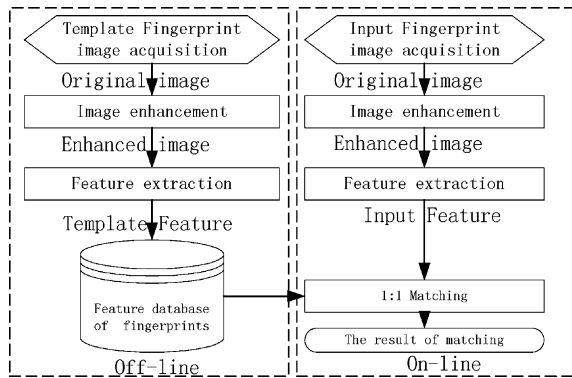 Template Fingerprint
image acquisition
Original image
Image enhancement
Enhanced image
Feature extraction
Template Feature
Feature database
of fingerprints
Off-line
Input Fingerprint
image acquisition
Original image
Image enhancement
Enhanced image
Feature extraction
Input Feature
1:1 Matching
The result of matching
On-line